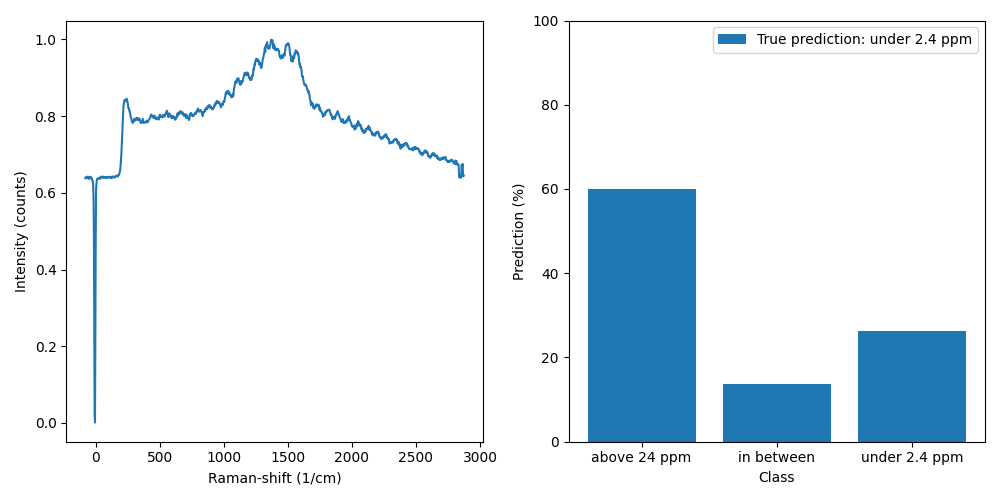 1.0
0.8
0.6
0.4
0.2
0.0
Intensity (counts)
0 500 1000 1500 2000 2500 3000
Raman-shift (1/cm)
100
80
60
40
20
0
Prediction (%)
True prediction: under 2.4 ppm
above 24 ppm in between under 2.4 ppm
Class